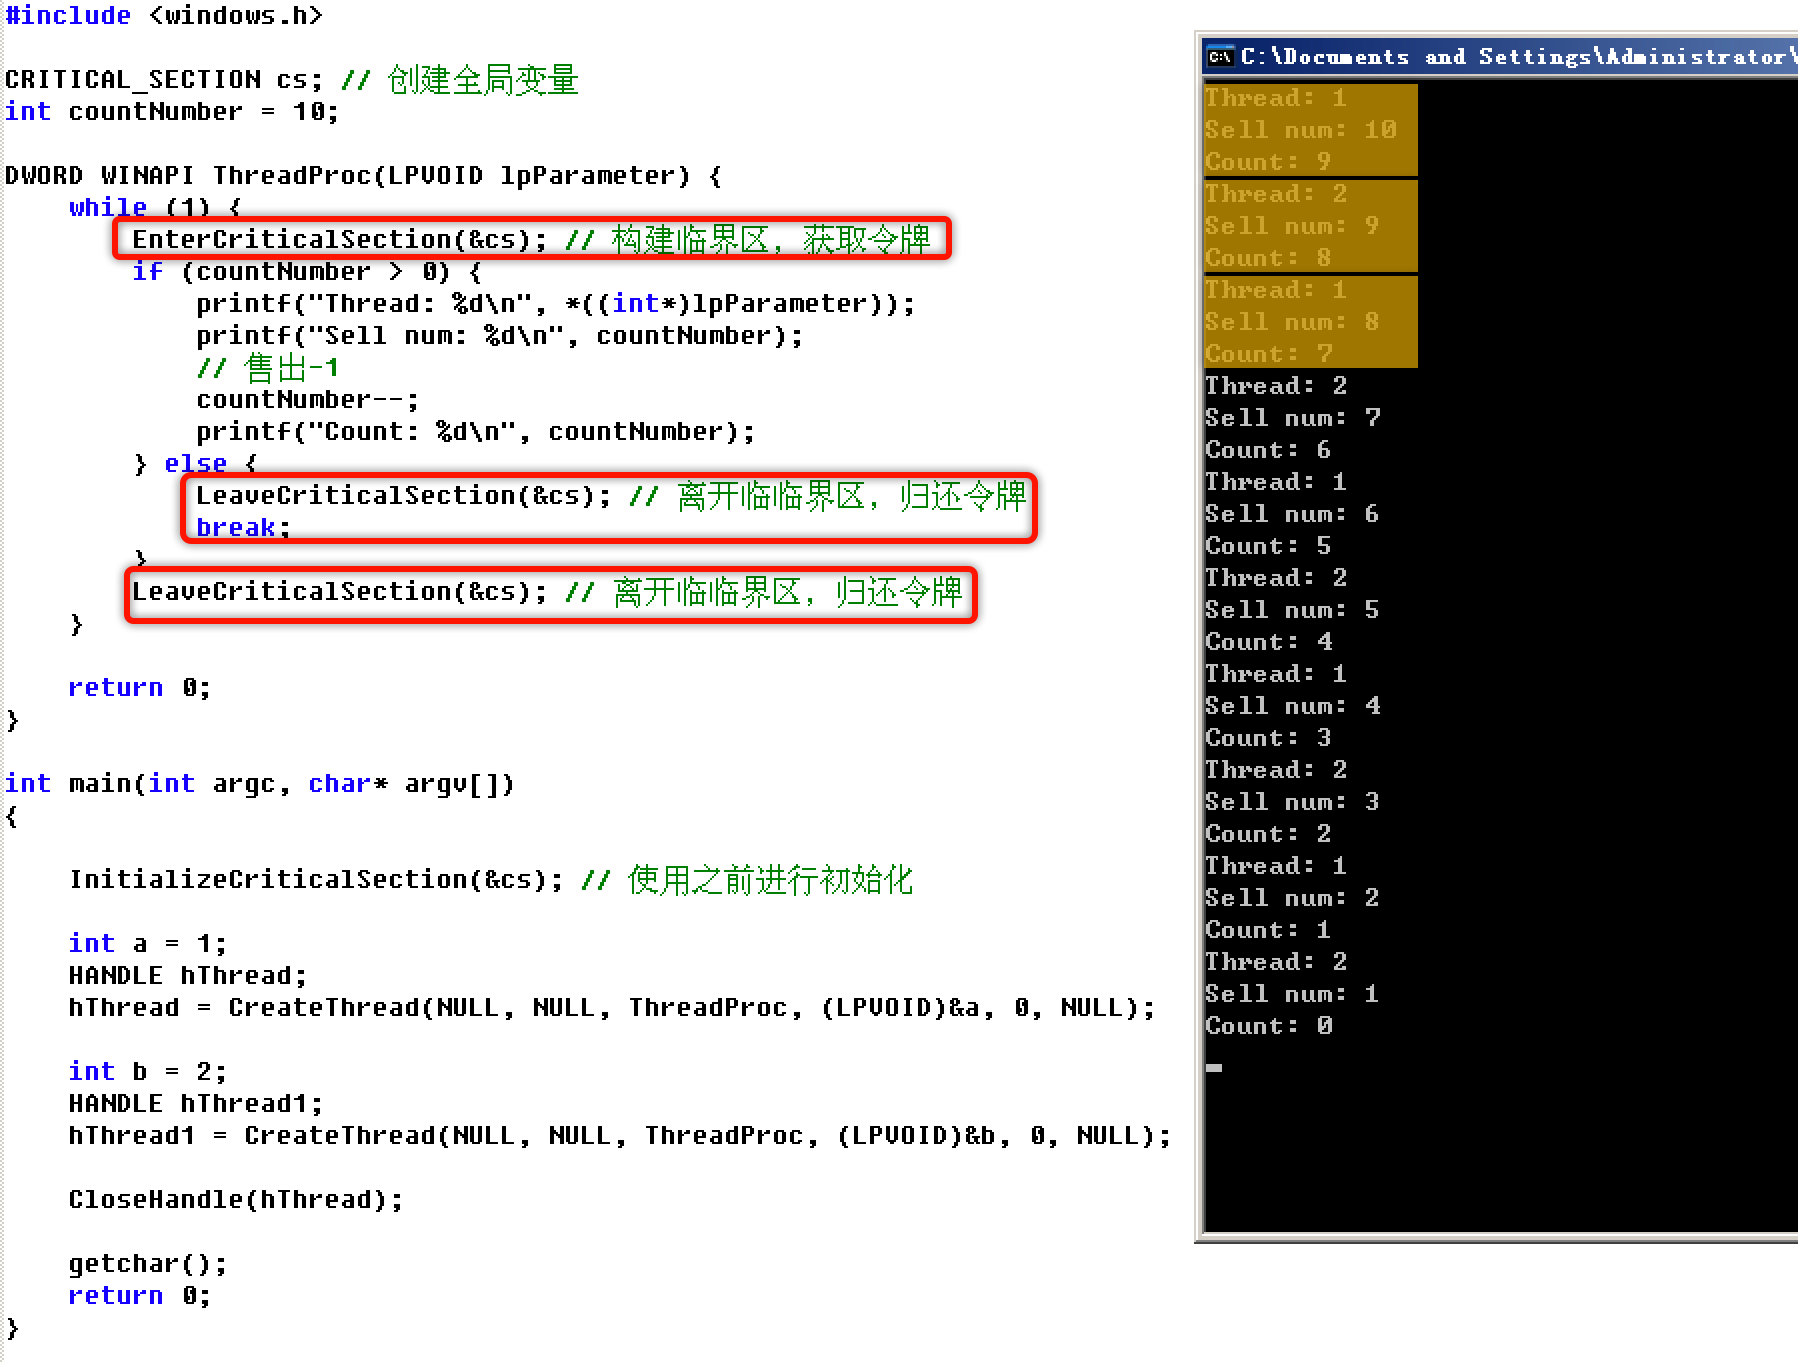 #include <windows.h>
CRITICAL_SECTION cs; // 创建全局变量
int countNumber = 10;
DWORD WINAPI ThreadProc(LPVOID lpParameter) {
    while (1) {
        EnterCriticalSection(&cs); // 构建临界区，获取令牌
        if (countNumber > 0) {
            printf("Thread: %d\n", *((int*)lpParameter));
            printf("Sell num: %d\n", countNumber);
            // 售出-1
            countNumber--;
            printf("Count: %d\n", countNumber);
        } else {
            LeaveCriticalSection(&cs); // 离开临临界区，归还令牌
            break;
        }
        LeaveCriticalSection(&cs); // 离开临临界区，归还令牌
    }
    return 0;
}
int main(int argc, char* argv[])
{
    InitializeCriticalSection(&cs); // 使用之前进行初始化
    int a = 1;
    HANDLE hThread;
    hThread = CreateThread(NULL, NULL, ThreadProc, (LPVOID)&a, 0, NULL);
    int b = 2;
    HANDLE hThread1;
    hThread1 = CreateThread(NULL, NULL, ThreadProc, (LPVOID)&b, 0, NULL);
    CloseHandle(hThread);
    getchar();
    return 0;
}
C:\Documents and Settings\Administrator\
Thread: 1
Sell num: 10
Count: 9
Thread: 2
Sell num: 9
Count: 8
Thread: 1
Sell num: 8
Count: 7
Thread: 2
Sell num: 7
Count: 6
Thread: 1
Sell num: 6
Count: 5
Thread: 2
Sell num: 5
Count: 4
Thread: 1
Sell num: 4
Count: 3
Thread: 2
Sell num: 3
Count: 2
Thread: 1
Sell num: 2
Count: 1
Thread: 2
Sell num: 1
Count: 0